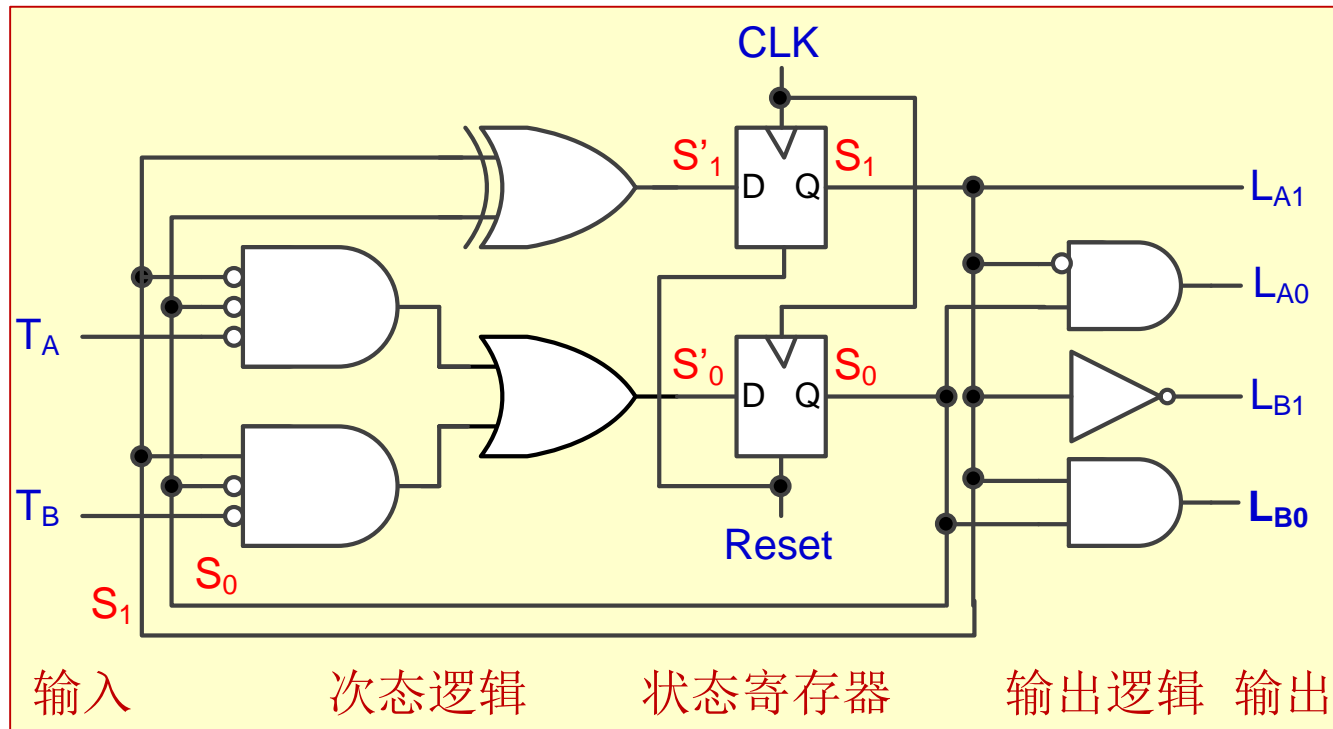 CLK
S'1 S1
D Q
LA1
LA0
TA
S'0 S0
D Q
LB1
TB
LB0
Reset
S0
S1
输入 次态逻辑 状态寄存器 输出逻辑 输出